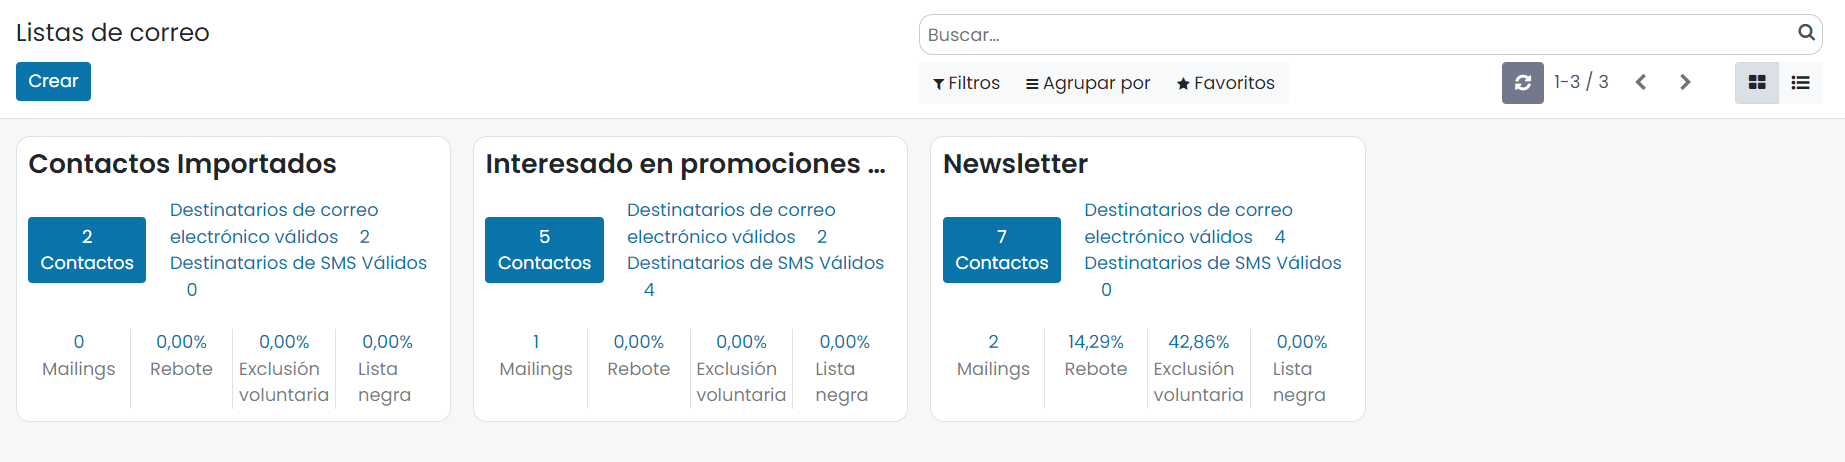 Listas de correo
Buscar...
Crear
Filtros Agrupar por Favoritos 1-3 / 3
Contactos Importados
2
Contactos
Destinatarios de correo
electrónico válidos 2
Destinatarios de SMS Válidos
0
0 0,00% 0,00% 0,00%
Mailings Rebote Exclusión Lista
voluntaria negra
Interesado en promociones ...
5
Contactos
Destinatarios de correo
electrónico válidos 2
Destinatarios de SMS Válidos
4
1 0,00% 0,00% 0,00%
Mailings Rebote Exclusión Lista
voluntaria negra
Newsletter
7
Contactos
Destinatarios de correo
electrónico válidos 4
Destinatarios de SMS Válidos
0
2 14,29% 42,86% 0,00%
Mailings Rebote Exclusión Lista
voluntaria negra